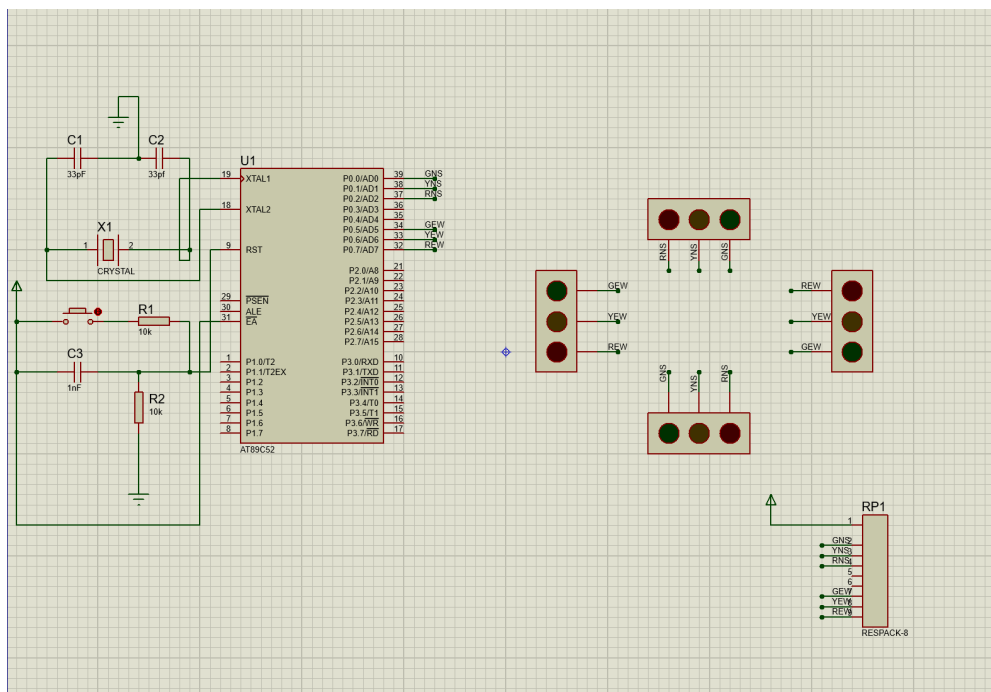 C1
33pF
C2
33pf
X1
1
2
CRYSTAL
R1
10k
C3
1nF
R2
10k
U1
19 XTAL1
18 XTAL2
9 RST
29 PSEN
30 ALE
31 EA
1 P1.0/T2
2 P1.1/T2EX
3 P1.2
4 P1.3
5 P1.4
6 P1.5
7 P1.6
8 P1.7
P0.0/AD0 39 GNS
P0.1/AD1 38 YNS
P0.2/AD2 37 RNS
P0.3/AD3 36
P0.4/AD4 35
P0.5/AD5 34 GEW
P0.6/AD6 33 YEW
P0.7/AD7 32 REW
P2.0/A8 21
P2.1/A9 22
P2.2/A10 23
P2.3/A11 24
P2.4/A12 25
P2.5/A13 26
P2.6/A14 27
P2.7/A15 28
P3.0/RXD 10
P3.1/TXD 11
P3.2/INT0 12
P3.3/INT1 13
P3.4/T0 14
P3.5/T1 15
P3.6/WR 16
P3.7/RD 17
AT89C52
RNS
YNS
GNS
GEW
YEW
REW
REW
YEW
GEW
GNS
YNS
RNS
RP1
1
GNS 2
YNS 3
RNS 4
5
6
GEW 7
YEW 8
REW 9
RESPACK-8